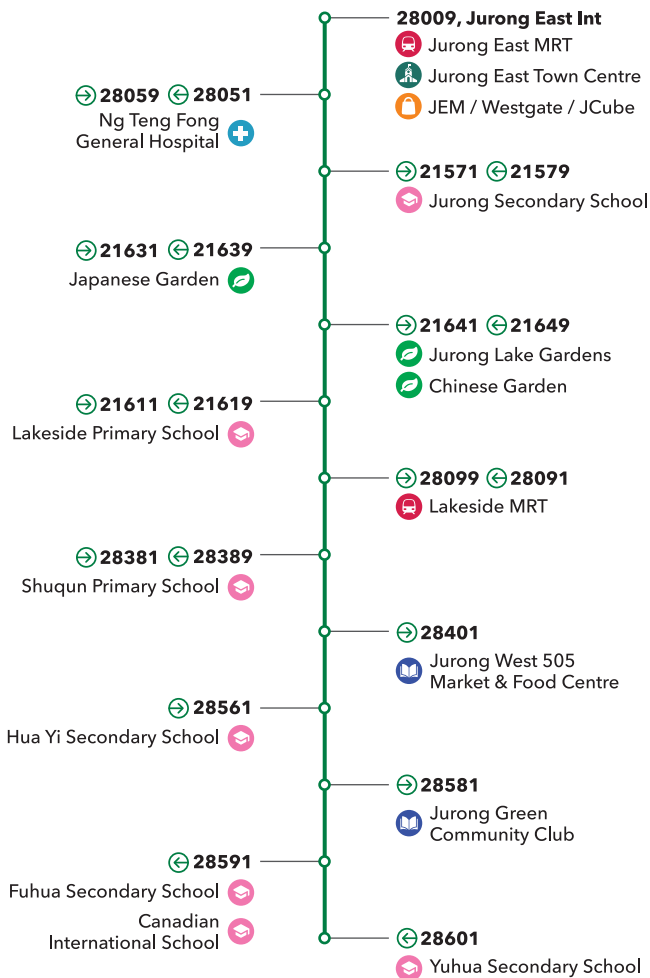 28009, Jurong East Int
Jurong East MRT
Jurong East Town Centre
JEM / Westgate / JCube
28059 28051
Ng Teng Fong
General Hospital
21571 21579
Jurong Secondary School
21631 21639
Japanese Garden
21641 21649
Jurong Lake Gardens
Chinese Garden
21611 21619
Lakeside Primary School
28099 28091
Lakeside MRT
28381 28389
Shuqun Primary School
28401
Jurong West 505
Market & Food Centre
28561
Hua Yi Secondary School
28581
Jurong Green
Community Club
28591
Fuhua Secondary School
Canadian
International School
28601
Yuhua Secondary School